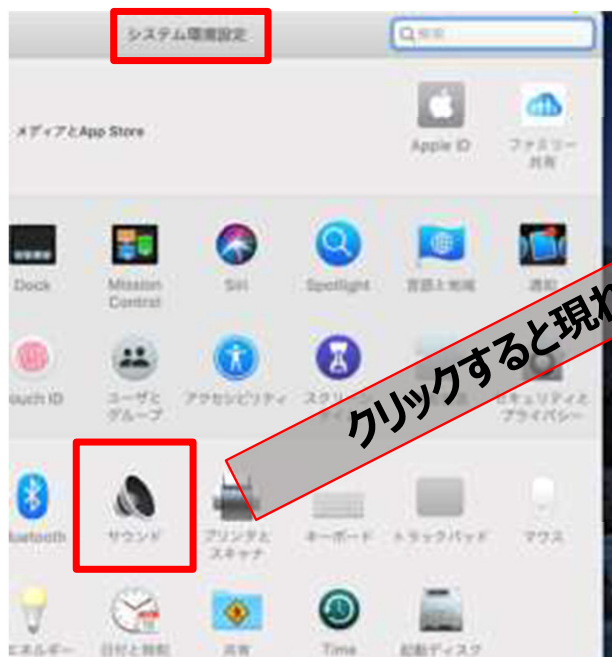 システム環境設定
検索
メディアとApp Store
Apple ID
ファミリー
共有
Dock
Mission
Control
Siri
Spotlight
言語と地域
通知
クリックすると現れ
ouch ID
ユーザと
グループ
アクセシビリティ
スクリーン
セキュリティと
プライバシー
luetooth
サウンド
プリンタと
スキャナ
キーボード
トラックパッド
マウス
エネルギー
日付と時刻
共有
Time
起動ディスク